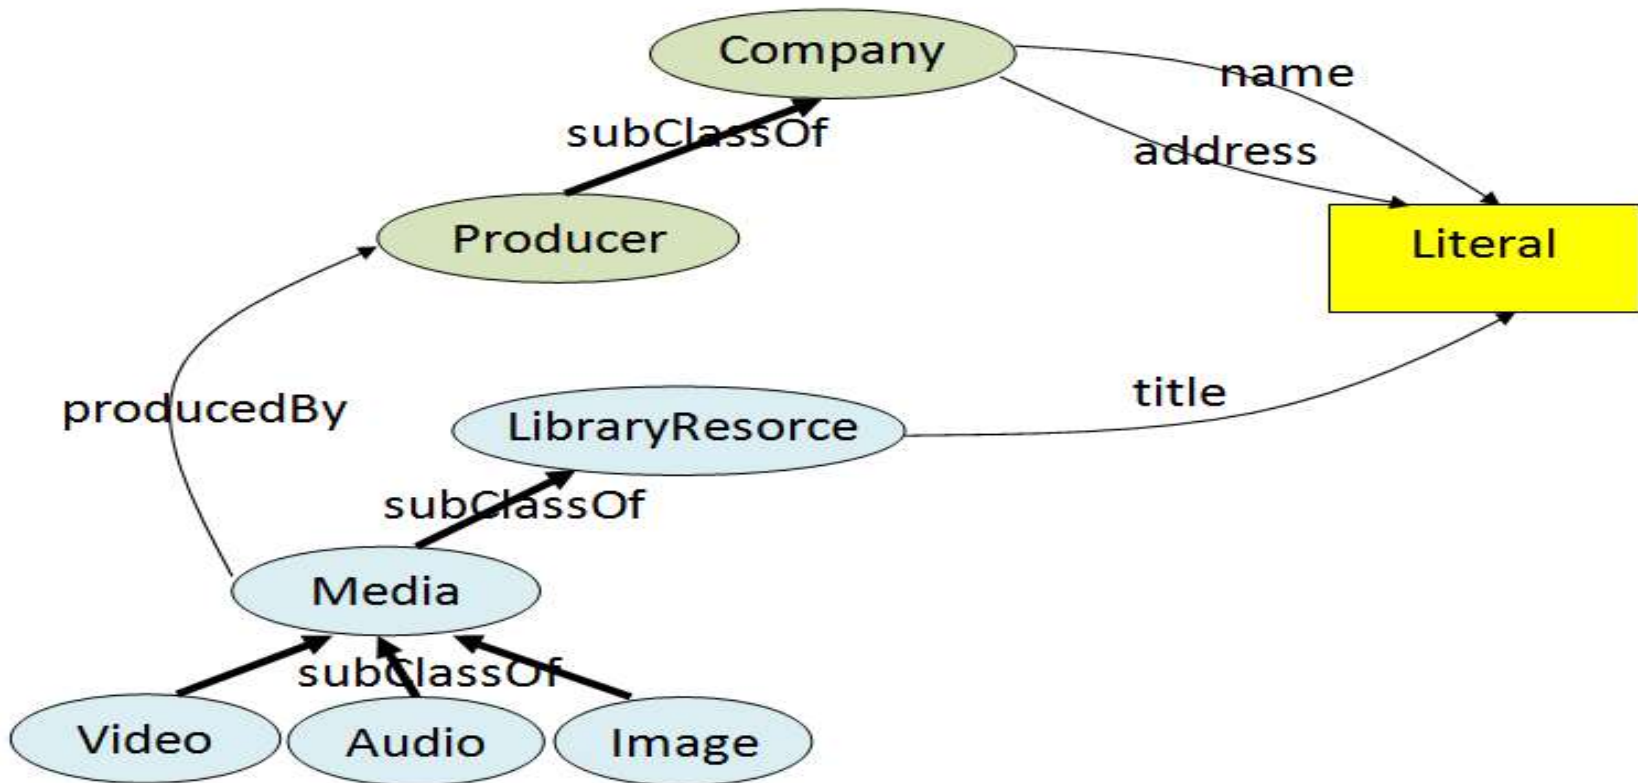 Company
name
subClassOf
address
Producer
Literal
producedBy
title
LibraryResorce
subClassOf
Media
subClassOf
Video
Audio
Image